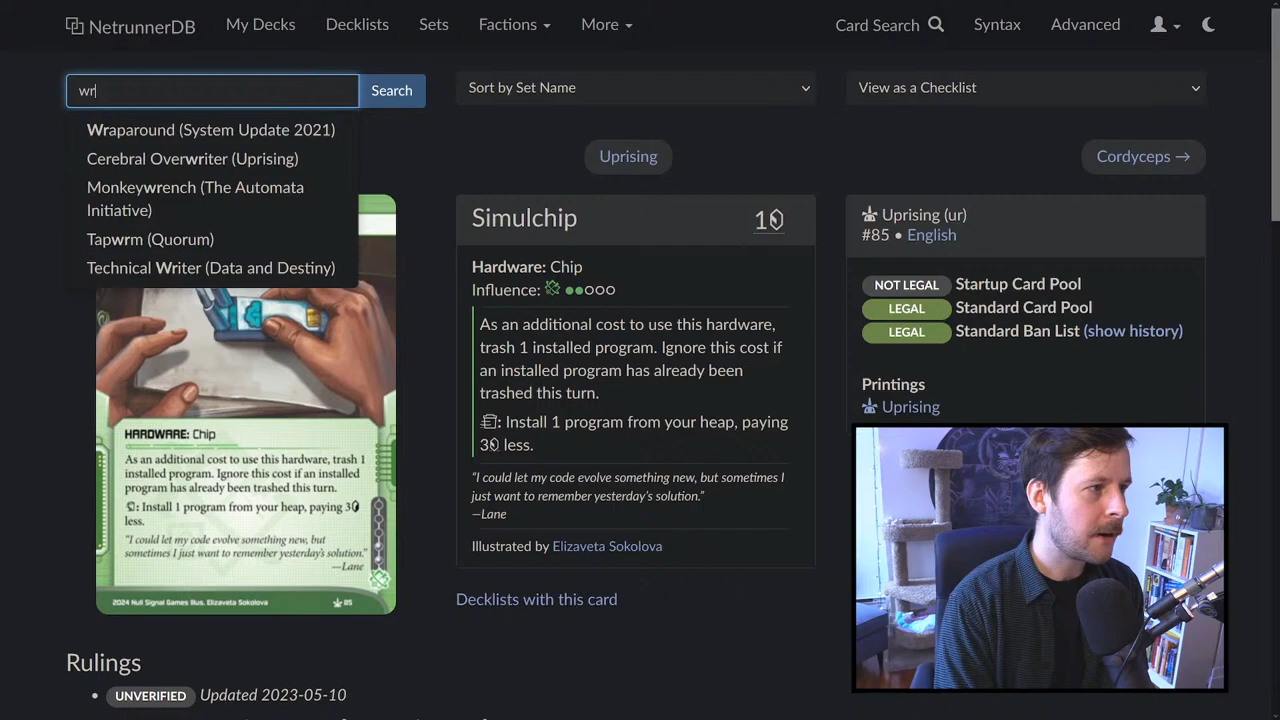 NetrunnerDB
My Decks
Decklists
Sets
Factions
More
Card Search
Syntax
Advanced
wr
Search
Sort by Set Name
View as a Checklist
Wraparound (System Update 2021)
Cerebral Overwriter (Uprising)
Monkeywrench (The Automata
Initiative)
Tapwrm (Quorum)
Technical Writer (Data and Destiny)
Uprising
Cordyceps →
HARDWARE: Chip
As an additional cost to use this hardware, trash 1
installed program. Ignore this cost if an installed
program has already been trashed this turn.
: Install 1 program from your heap, paying 3
less.
"I could let my code evolve something new, but
sometimes I just want to remember yesterday's solution."
—Lane
2024 Null Signal Games Illus. Elizaveta Sokolova
85
Simulchip
1
Hardware: Chip
Influence:
As an additional cost to use this hardware,
trash 1 installed program. Ignore this cost if
an installed program has already been
trashed this turn.
: Install 1 program from your heap, paying
3 less.
"I could let my code evolve something new, but sometimes I
just want to remember yesterday's solution."
—Lane
Illustrated by Elizaveta Sokolova
Decklists with this card
Uprising (ur)
#85 • English
NOT LEGAL Startup Card Pool
LEGAL Standard Card Pool
LEGAL Standard Ban List (show history)
Printings
Uprising
Rulings
• UNVERIFIED Updated 2023-05-10